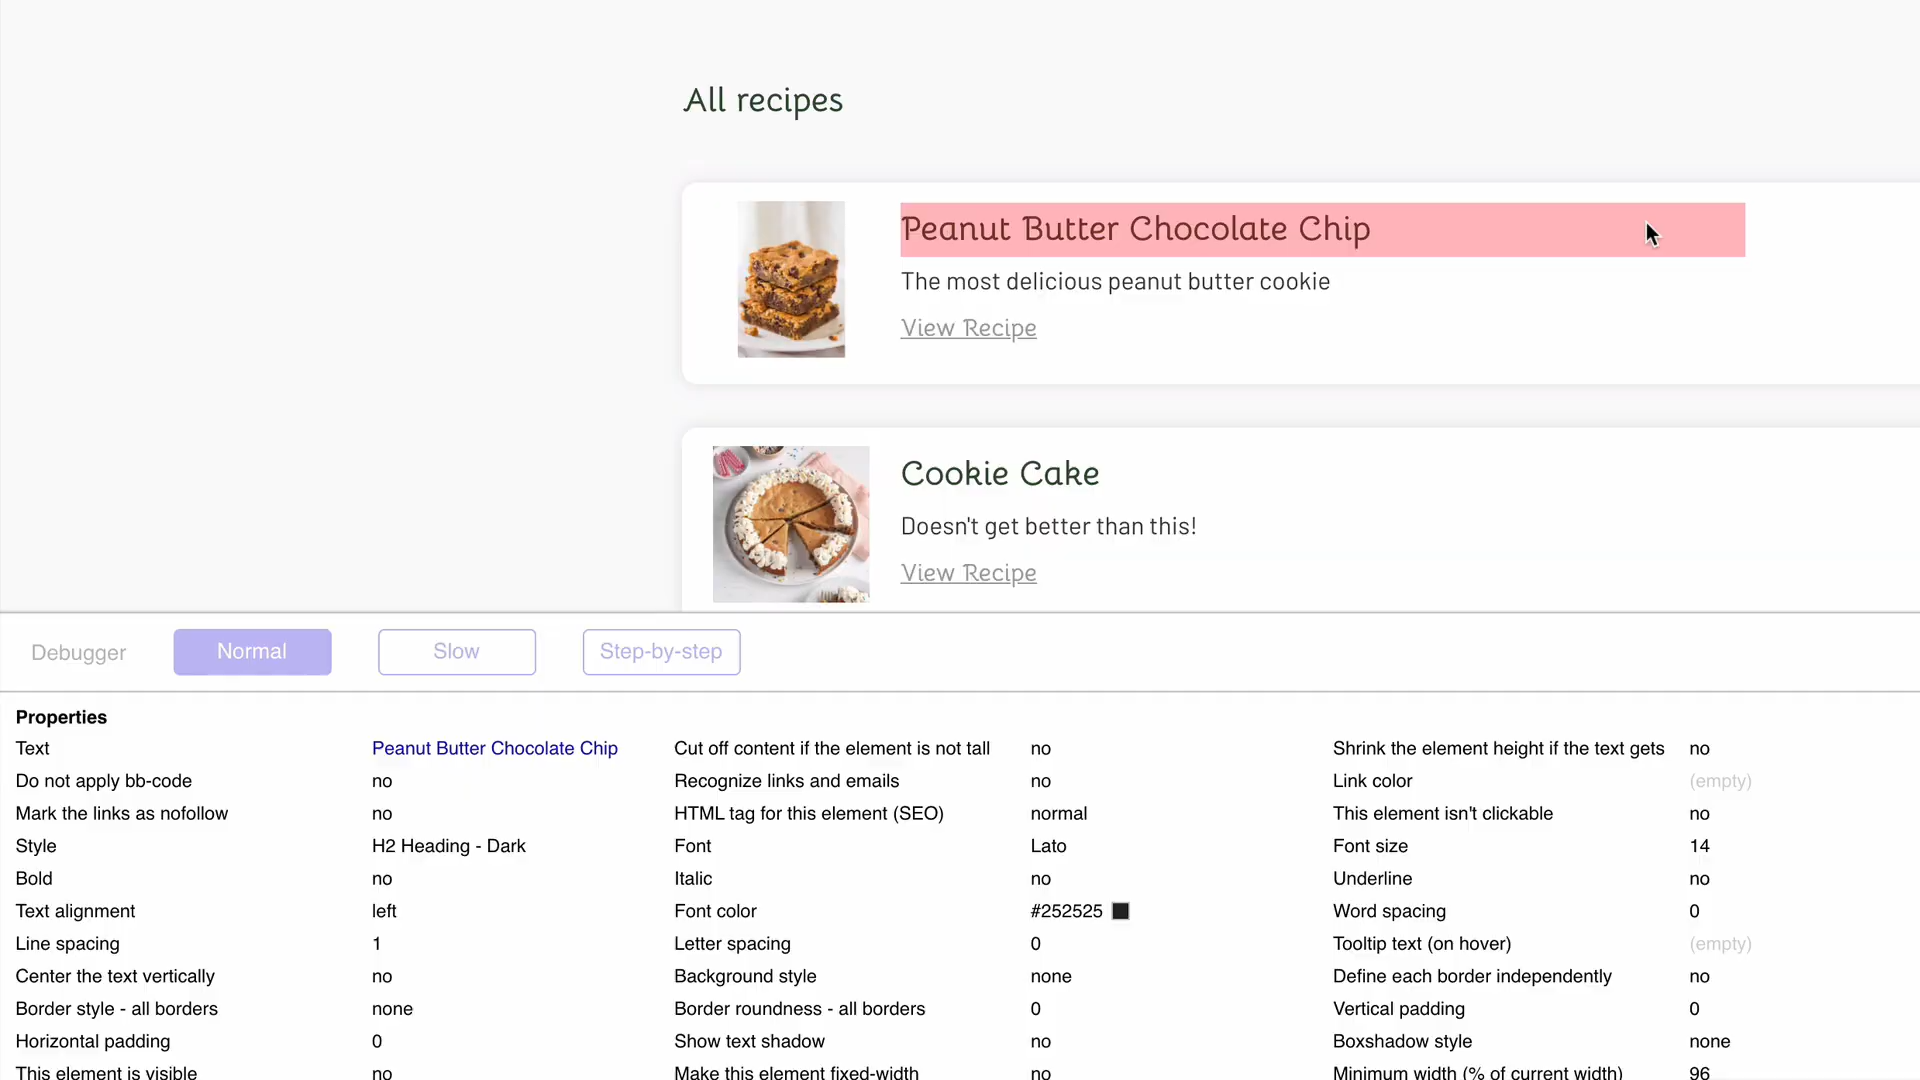 All recipes
Peanut Butter Chocolate Chip
The most delicious peanut butter cookie
View Recipe
Cookie Cake
Doesn't get better than this!
View Recipe
Debugger Normal Slow Step-by-step
Properties
Text Peanut Butter Chocolate Chip Cut off content if the element is not tall no Shrink the element height if the text gets no
Do not apply bb-code no Recognize links and emails no Link color (empty)
Mark the links as nofollow no HTML tag for this element (SEO) normal This element isn't clickable no
Style H2 Heading - Dark Font Lato Font size 14
Bold no Italic no Underline no
Text alignment left Font color #252525 Word spacing 0
Line spacing 1 Letter spacing 0 Tooltip text (on hover) (empty)
Center the text vertically no Background style none Define each border independently no
Border style - all borders none Border roundness - all borders 0 Vertical padding 0
Horizontal padding 0 Show text shadow no Boxshadow style none
This element is visible no Make this element fixed-width no Minimum width (% of current width) 96